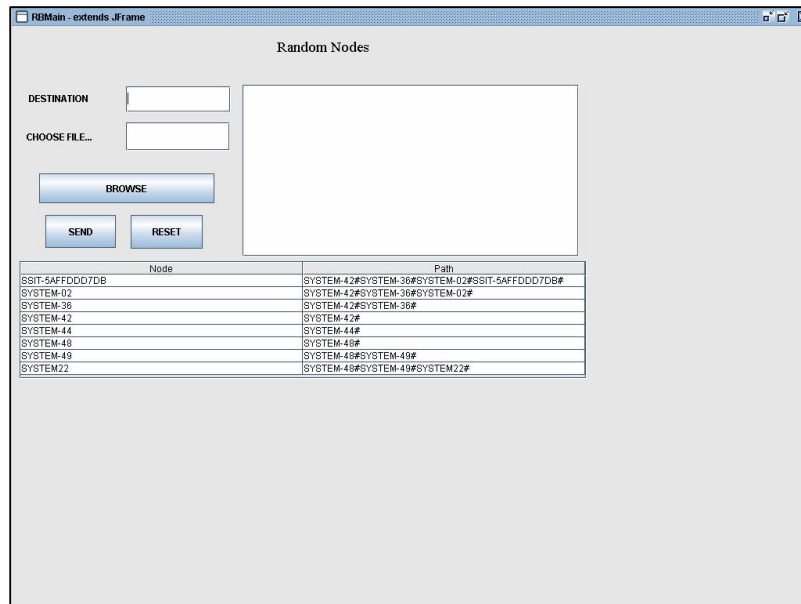 RBMain - extends JFrame
Random Nodes
DESTINATION
CHOOSE FILE...
BROWSE
SEND RESET
Node Path
SSIT-5AFFDDD7DB SYSTEM-42#SYSTEM-36#SYSTEM-02#SSIT-5AFFDDD7DB#
SYSTEM-02 SYSTEM-42#SYSTEM-36#SYSTEM-02#
SYSTEM-36 SYSTEM-42#SYSTEM-36#
SYSTEM-42 SYSTEM-42#
SYSTEM-44 SYSTEM-44#
SYSTEM-48 SYSTEM-48#
SYSTEM-49 SYSTEM-48#SYSTEM-49#
SYSTEM22 SYSTEM-48#SYSTEM-49#SYSTEM22#